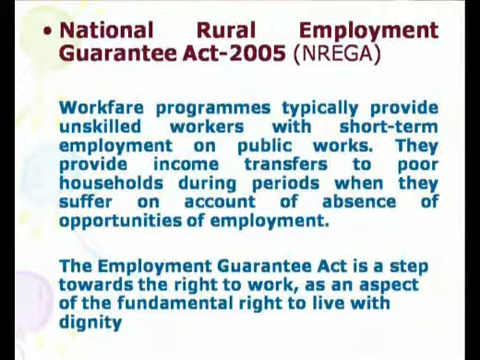 • National Rural Employment
Guarantee Act-2005 (NREGA)
Workfare programmes typically provide
unskilled workers with short-term
employment on public works. They
provide income transfers to poor
households during periods when they
suffer on account of absence of
opportunities of employment.
The Employment Guarantee Act is a step
towards the right to work, as an aspect
of the fundamental right to live with
dignity